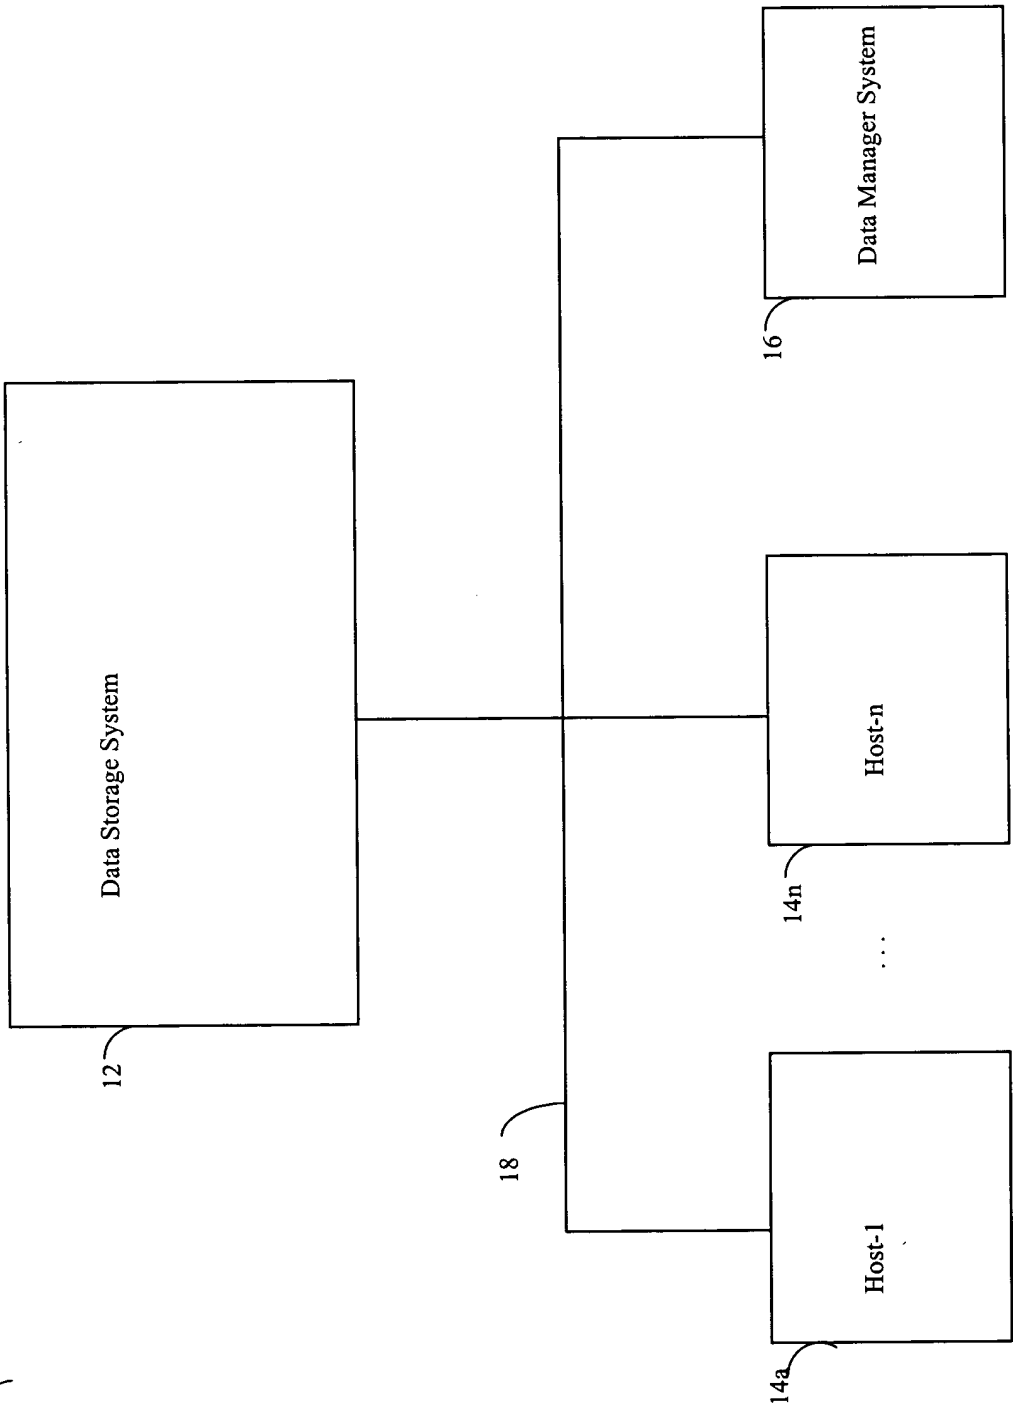 Data Storage System
12
18
Host-1
14a
. . .
Host-n
14n
Data Manager System
16